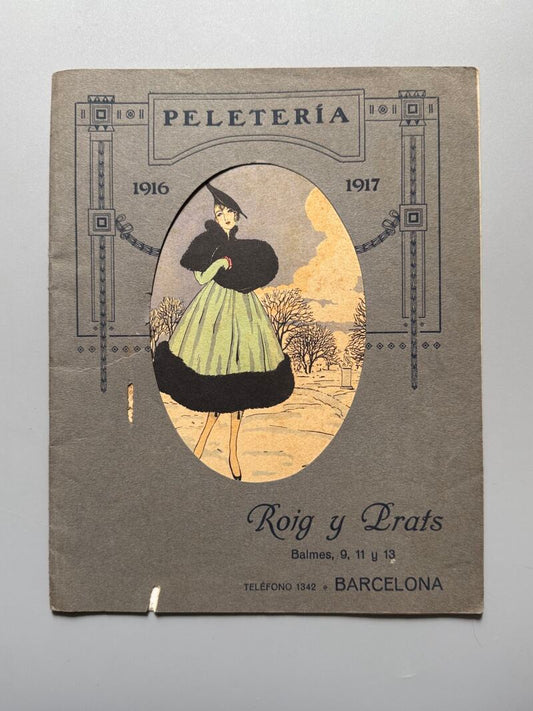 PELETERÍA
1916 1917
Roig y Prats
Balmes, 9, 11 y 13
TELÉFONO 1342 • BARCELONA